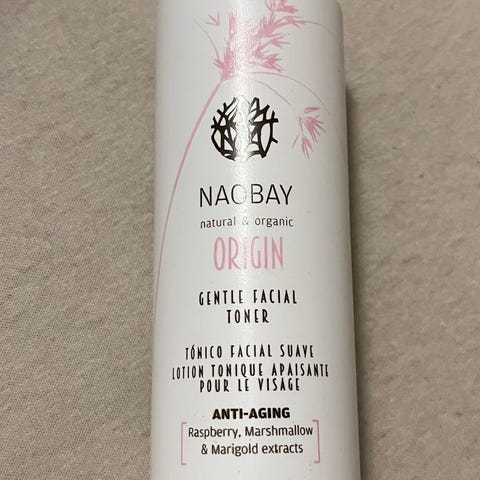 NAOBAY
natural & organic
ORIGIN
GENTLE FACIAL
TONER
TÓNICO FACIAL SUAVE
LOTION TONIQUE APAISANTE
POUR LE VISAGE
ANTI-AGING
Raspberry, Marshmallow
& Marigold extracts